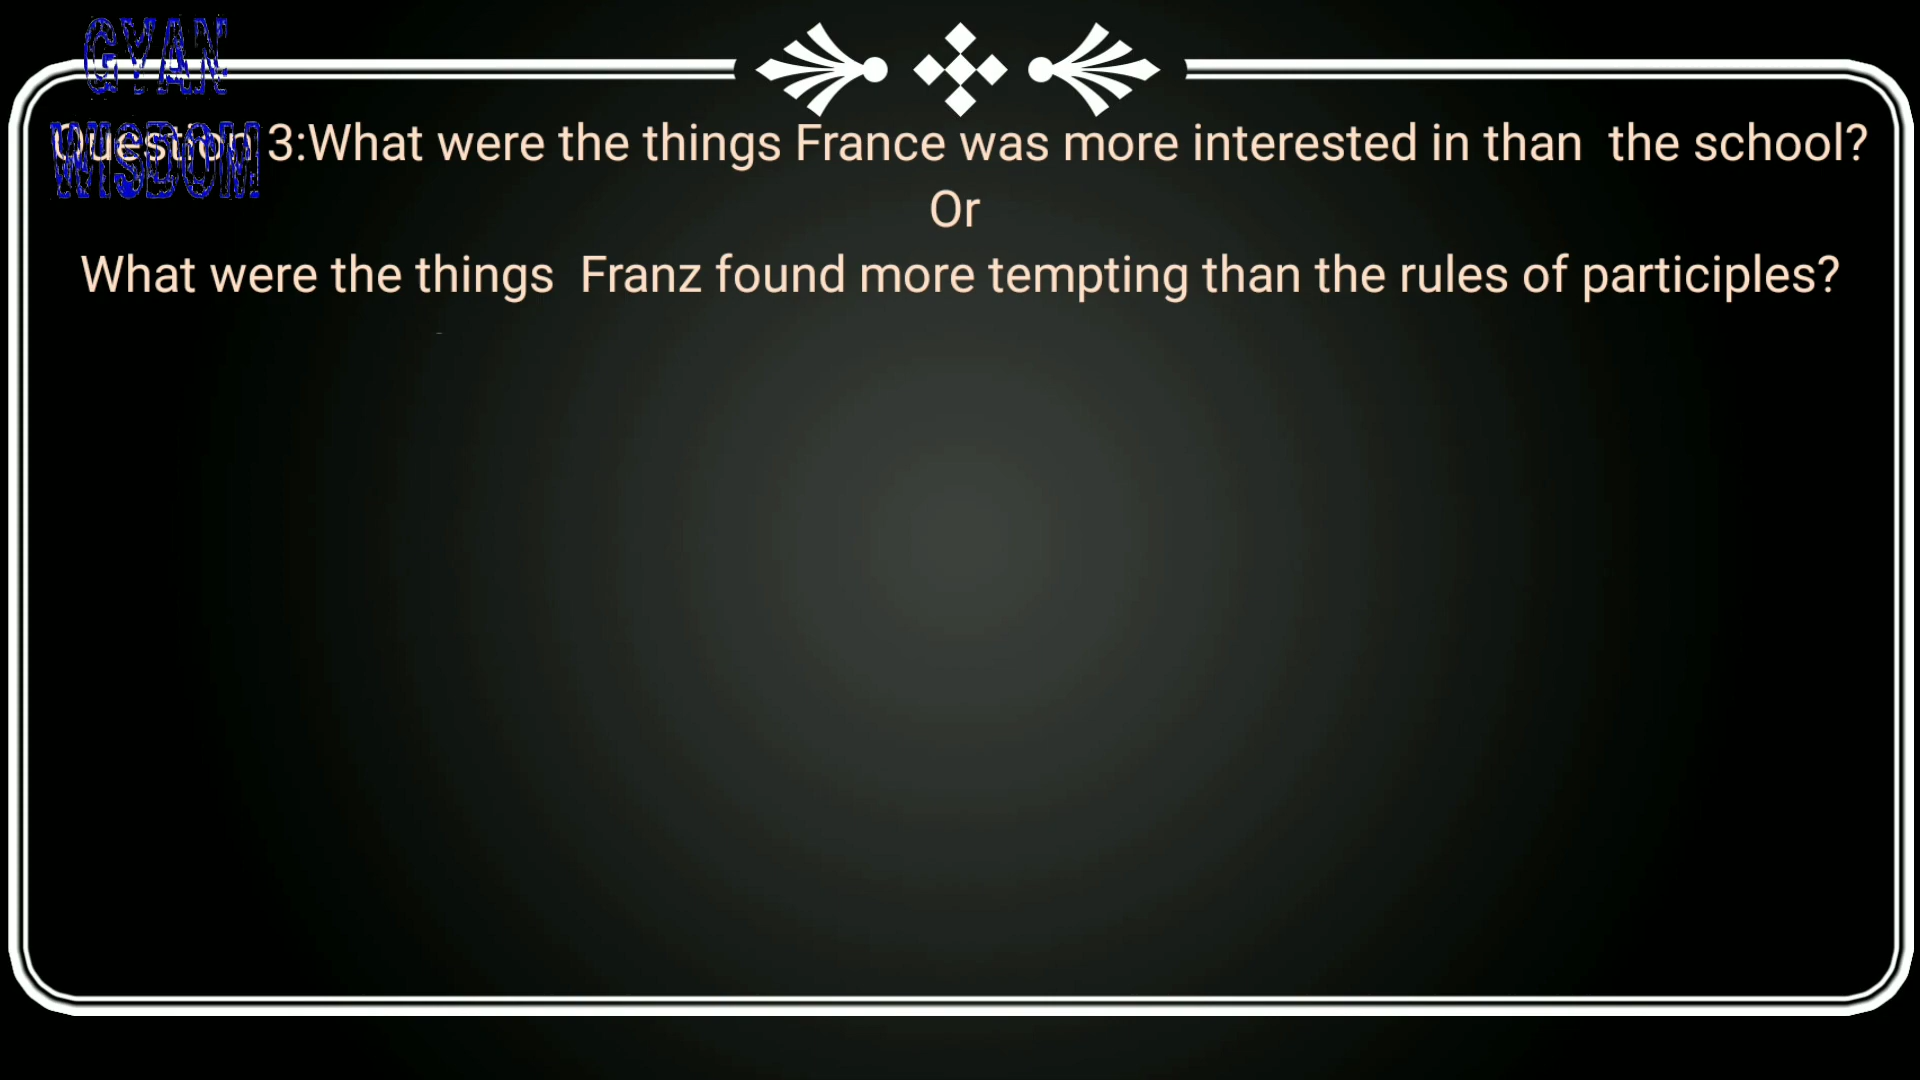 GYAN
WISDOM
Question 3:What were the things France was more interested in than the school?
Or
What were the things Franz found more tempting than the rules of participles?